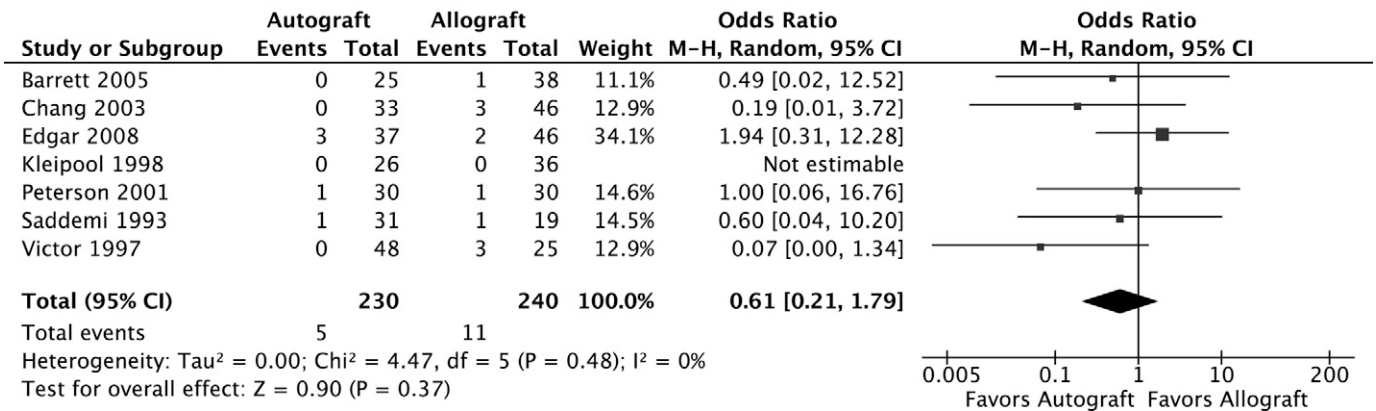 Autograft Allograft Odds Ratio Odds Ratio
Study or Subgroup Events Total Events Total Weight M-H, Random, 95% CI M-H, Random, 95% CI
Barrett 2005 0 25 1 38 11.1% 0.49 [0.02, 12.52]
Chang 2003 0 33 3 46 12.9% 0.19 [0.01, 3.72]
Edgar 2008 3 37 2 46 34.1% 1.94 [0.31, 12.28]
Kleipool 1998 0 26 0 36 Not estimable
Peterson 2001 1 30 1 30 14.6% 1.00 [0.06, 16.76]
Saddemi 1993 1 31 1 19 14.5% 0.60 [0.04, 10.20]
Victor 1997 0 48 3 25 12.9% 0.07 [0.00, 1.34]
Total (95% CI) 230 240 100.0% 0.61 [0.21, 1.79]
Total events 5 11
Heterogeneity: Tau² = 0.00; Chi² = 4.47, df = 5 (P = 0.48); I² = 0%
Test for overall effect: Z = 0.90 (P = 0.37)
0.005 0.1 1 10 200
Favors Autograft Favors Allograft